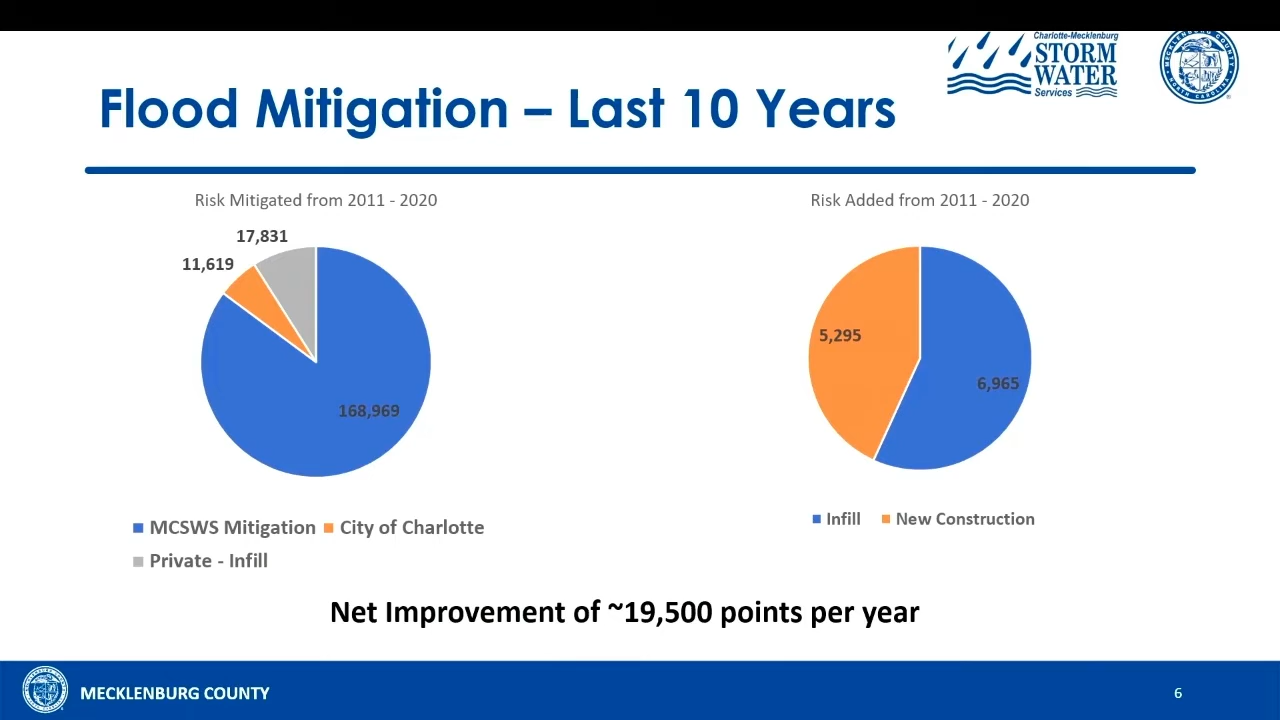 Charlotte-Mecklenburg
STORM
WATER
Services
Flood Mitigation – Last 10 Years
Risk Mitigated from 2011 - 2020
17,831
11,619
168,969
MCSWS Mitigation City of Charlotte
Private - Infill
Risk Added from 2011 - 2020
5,295
6,965
Infill New Construction
Net Improvement of ~19,500 points per year
MECKLENBURG COUNTY
6